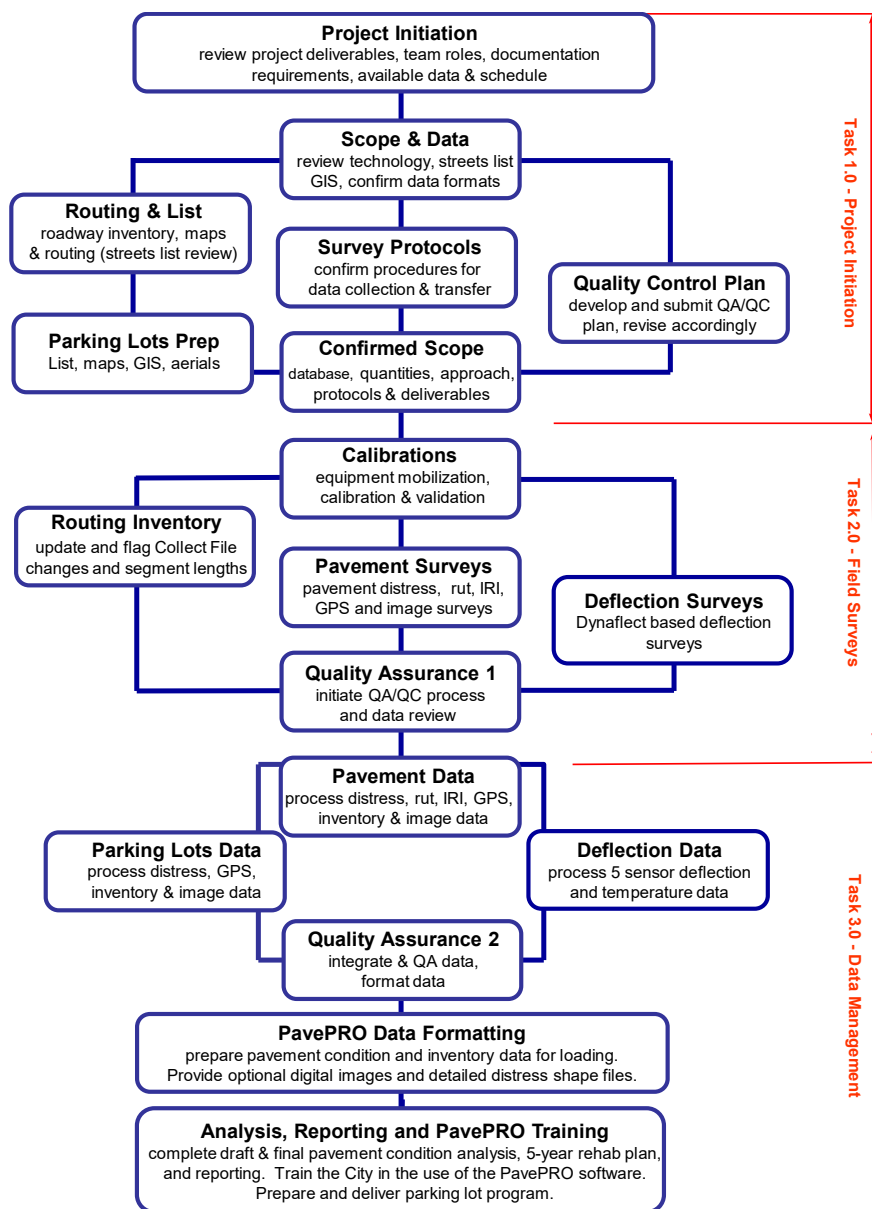 Project Initiation
review project deliverables, team roles, documentation
requirements, available data & schedule
Scope & Data
review technology, streets list
GIS, confirm data formats
Routing & List
roadway inventory, maps
& routing (streets list review)
Survey Protocols
confirm procedures for
data collection & transfer
Quality Control Plan
develop and submit QA/QC
plan, revise accordingly
Parking Lots Prep
List, maps, GIS, aerials
Confirmed Scope
database, quantities, approach,
protocols & deliverables
Task 1.0 - Project Initiation
Calibrations
equipment mobilization,
calibration & validation
Routing Inventory
update and flag Collect File
changes and segment lengths
Pavement Surveys
pavement distress, rut, IRI,
GPS and image surveys
Deflection Surveys
Dynaflect based deflection
surveys
Quality Assurance 1
initiate QA/QC process
and data review
Task 2.0 - Field Surveys
Pavement Data
process distress, rut, IRI, GPS,
inventory & image data
Parking Lots Data
process distress, GPS,
inventory & image data
Deflection Data
process 5 sensor deflection
and temperature data
Quality Assurance 2
integrate & QA data,
format data
PavePRO Data Formatting
prepare pavement condition and inventory data for loading.
Provide optional digital images and detailed distress shape files.
Analysis, Reporting and PavePRO Training
complete draft & final pavement condition analysis, 5-year rehab plan,
and reporting. Train the City in the use of the PavePRO software.
Prepare and deliver parking lot program.
Task 3.0 - Data Management